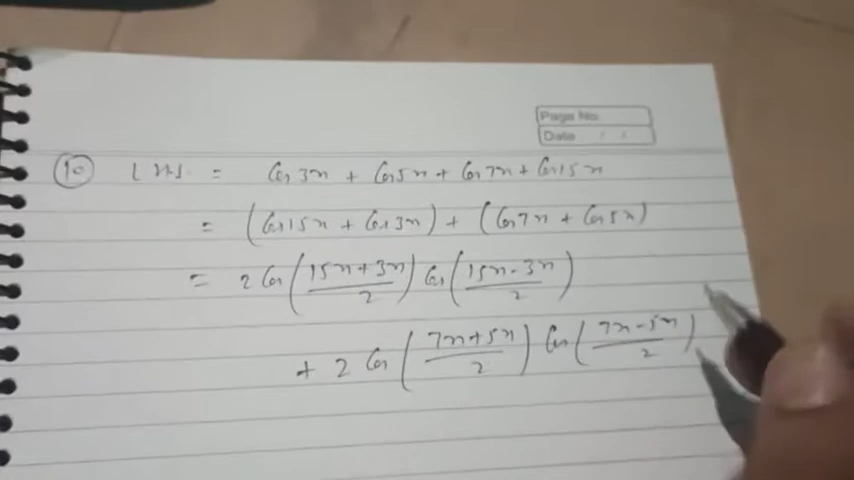 Page No.
Date / /
(10) LHS. = Cos 3x + Cos 5x + Cos 7x + Cos 15x
= (Cos 15x + Cos 3x) + (Cos 7x + Cos 5x)
= 2 Cos ((15x + 3x)/2) Cos ((15x - 3x)/2)
+ 2 Cos ((7x + 5x)/2) Cos ((7x - 5x)/2)